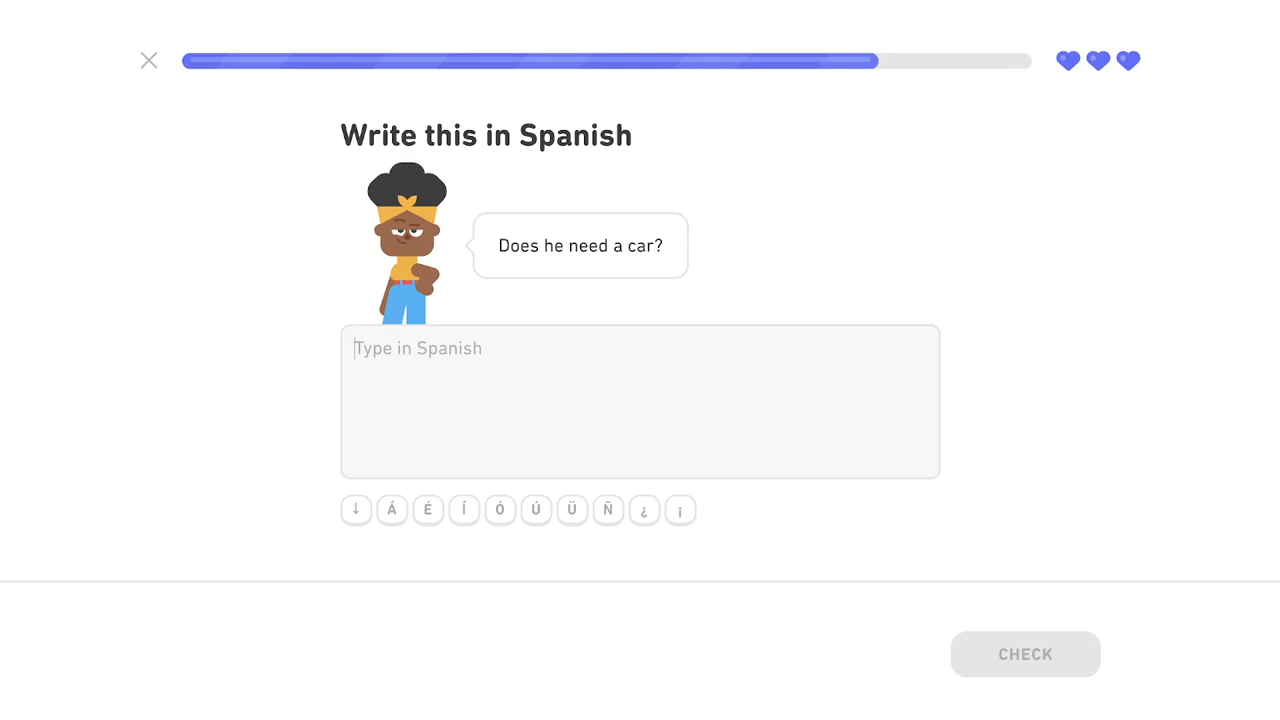 Write this in Spanish
Does he need a car?
Type in Spanish
↓ Á É Í Ó Ú Ü Ñ ¿ ¡
CHECK